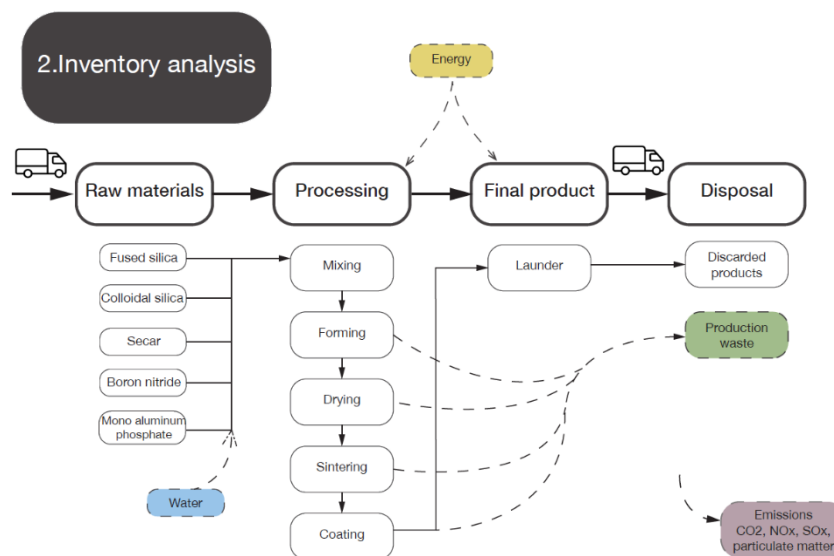 2.Inventory analysis
Energy
Raw materials
Processing
Final product
Disposal
Fused silica
Colloidal silica
Secar
Boron nitride
Mono aluminum
phosphate
Water
Mixing
Forming
Drying
Sintering
Coating
Launder
Discarded
products
Production
waste
Emissions
CO2, NOx, SOx,
particulate matter